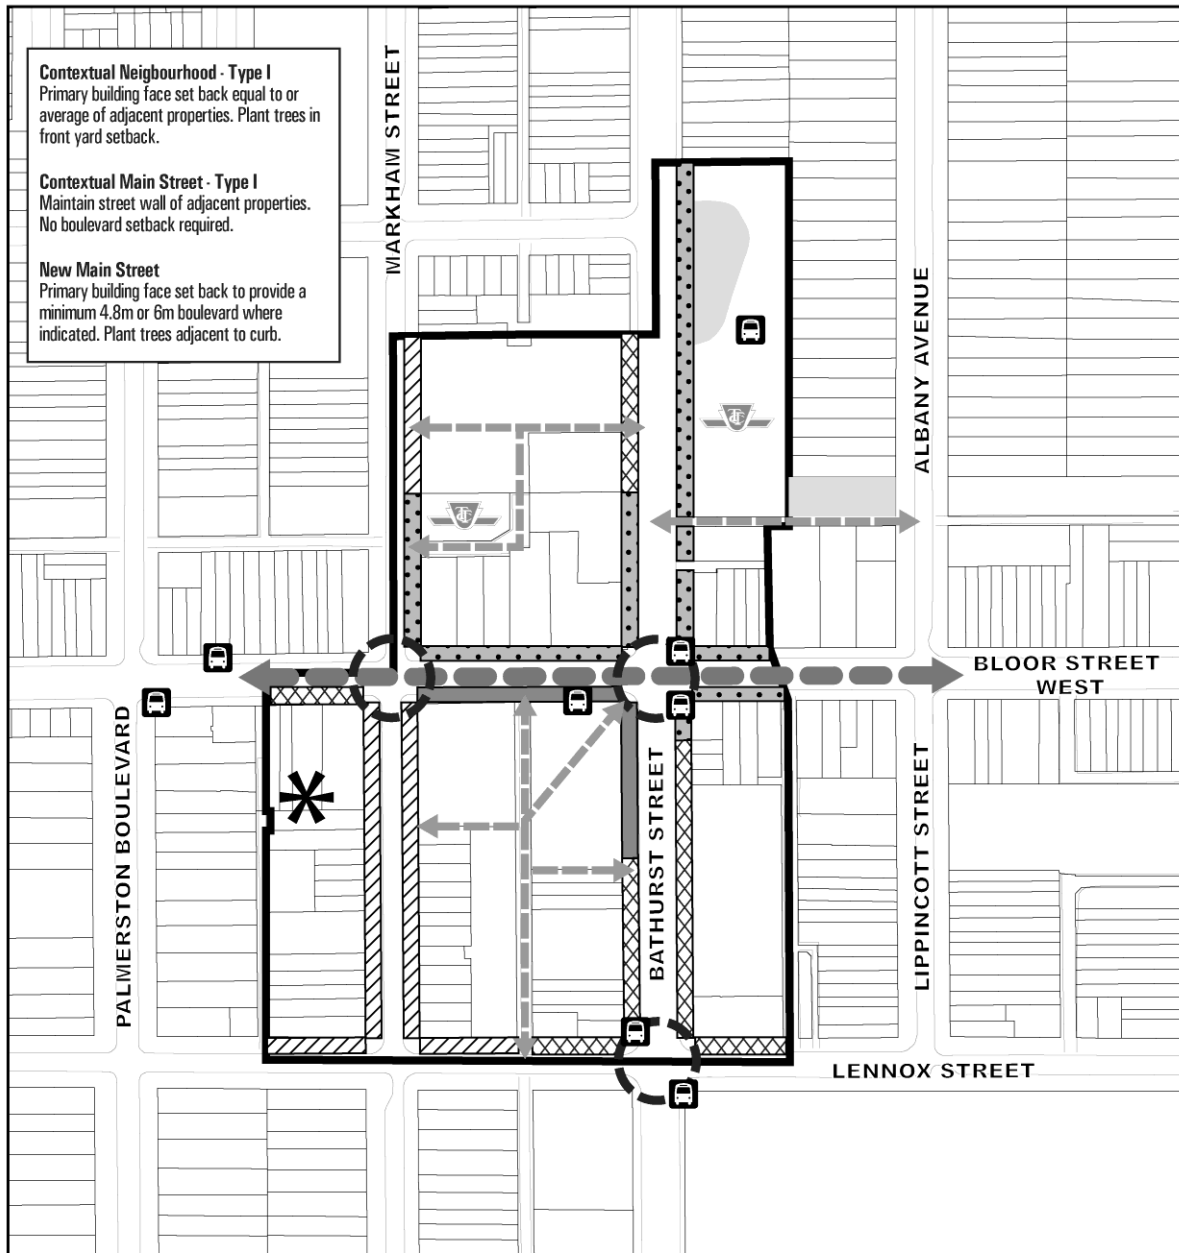 Contextual Neigbourhood - Type I
Primary building face set back equal to or
average of adjacent properties. Plant trees in
front yard setback.
Contextual Main Street - Type I
Maintain street wall of adjacent properties.
No boulevard setback required.
New Main Street
Primary building face set back to provide a
minimum 4.8m or 6m boulevard where
indicated. Plant trees adjacent to curb.
MARKHAM STREET
ALBANY AVENUE
TTC
TTC
BLOOR STREET
WEST
PALMERSTON BOULEVARD
BATHURST STREET
LIPPINCOTT STREET
LENNOX STREET